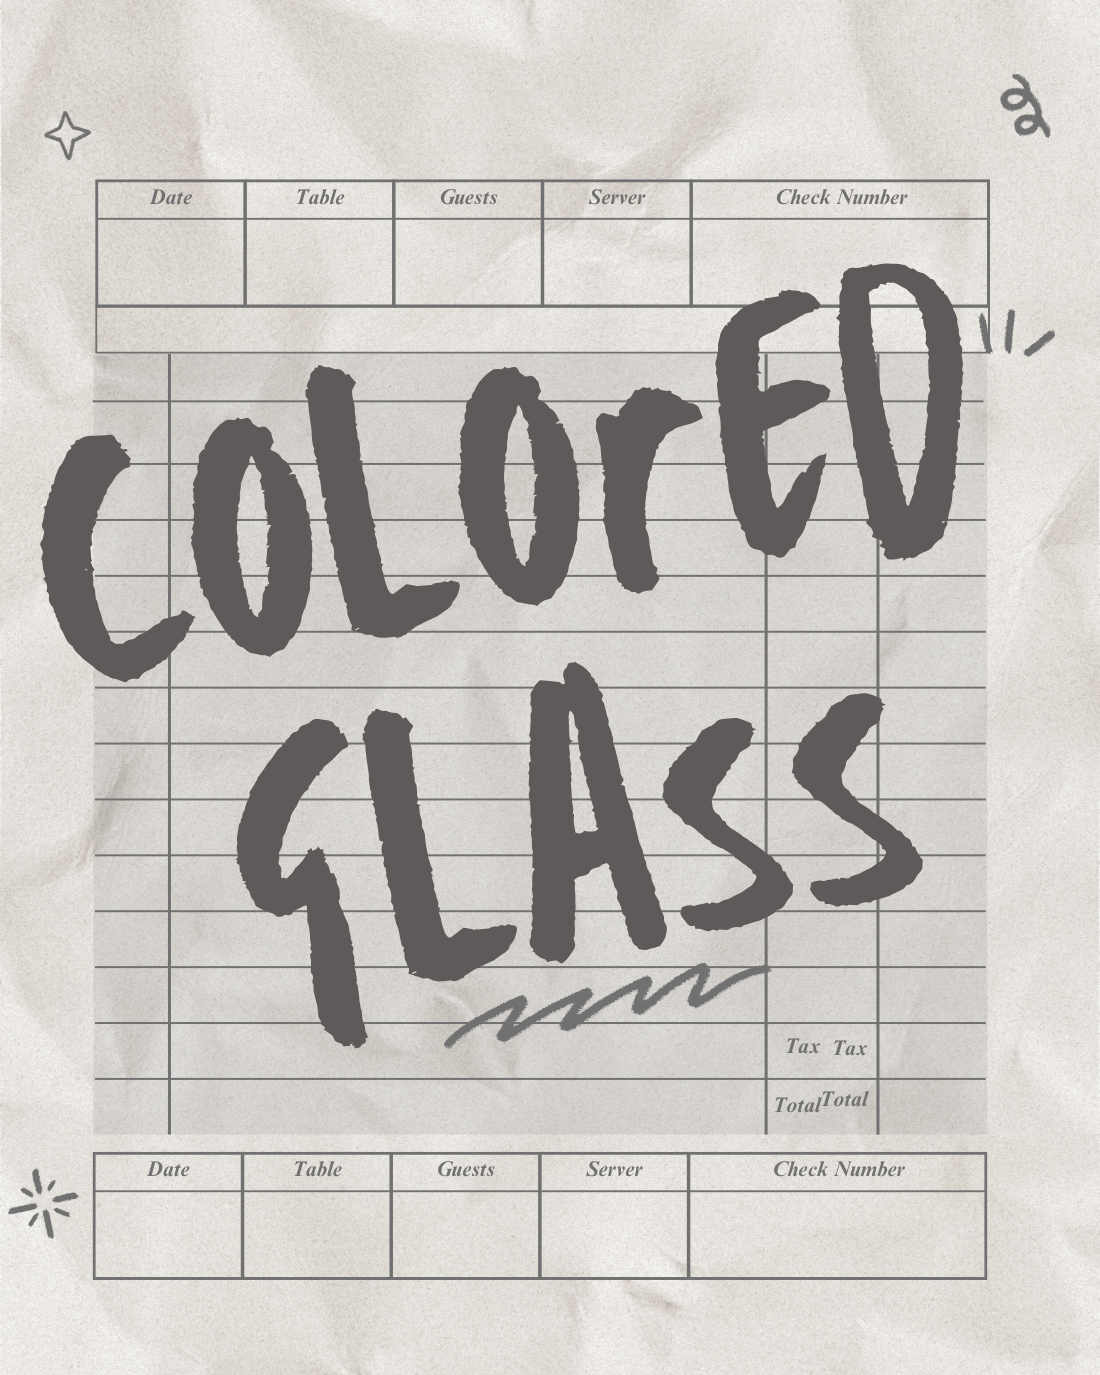 Date Table Guests Server Check Number
COLOrED
GLASS
Tax Tax
Total Total
Date Table Guests Server Check Number